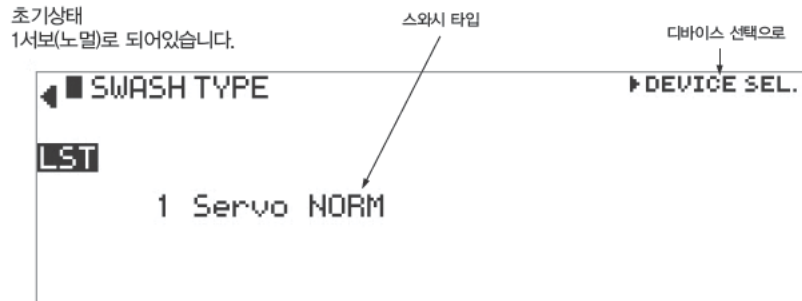 초기상태
1서보(노멀)로 되어있습니다.
스와시 타입
디바이스 선택으로
SWASH TYPE
DEVICE SEL.
LST
1 Servo NORM